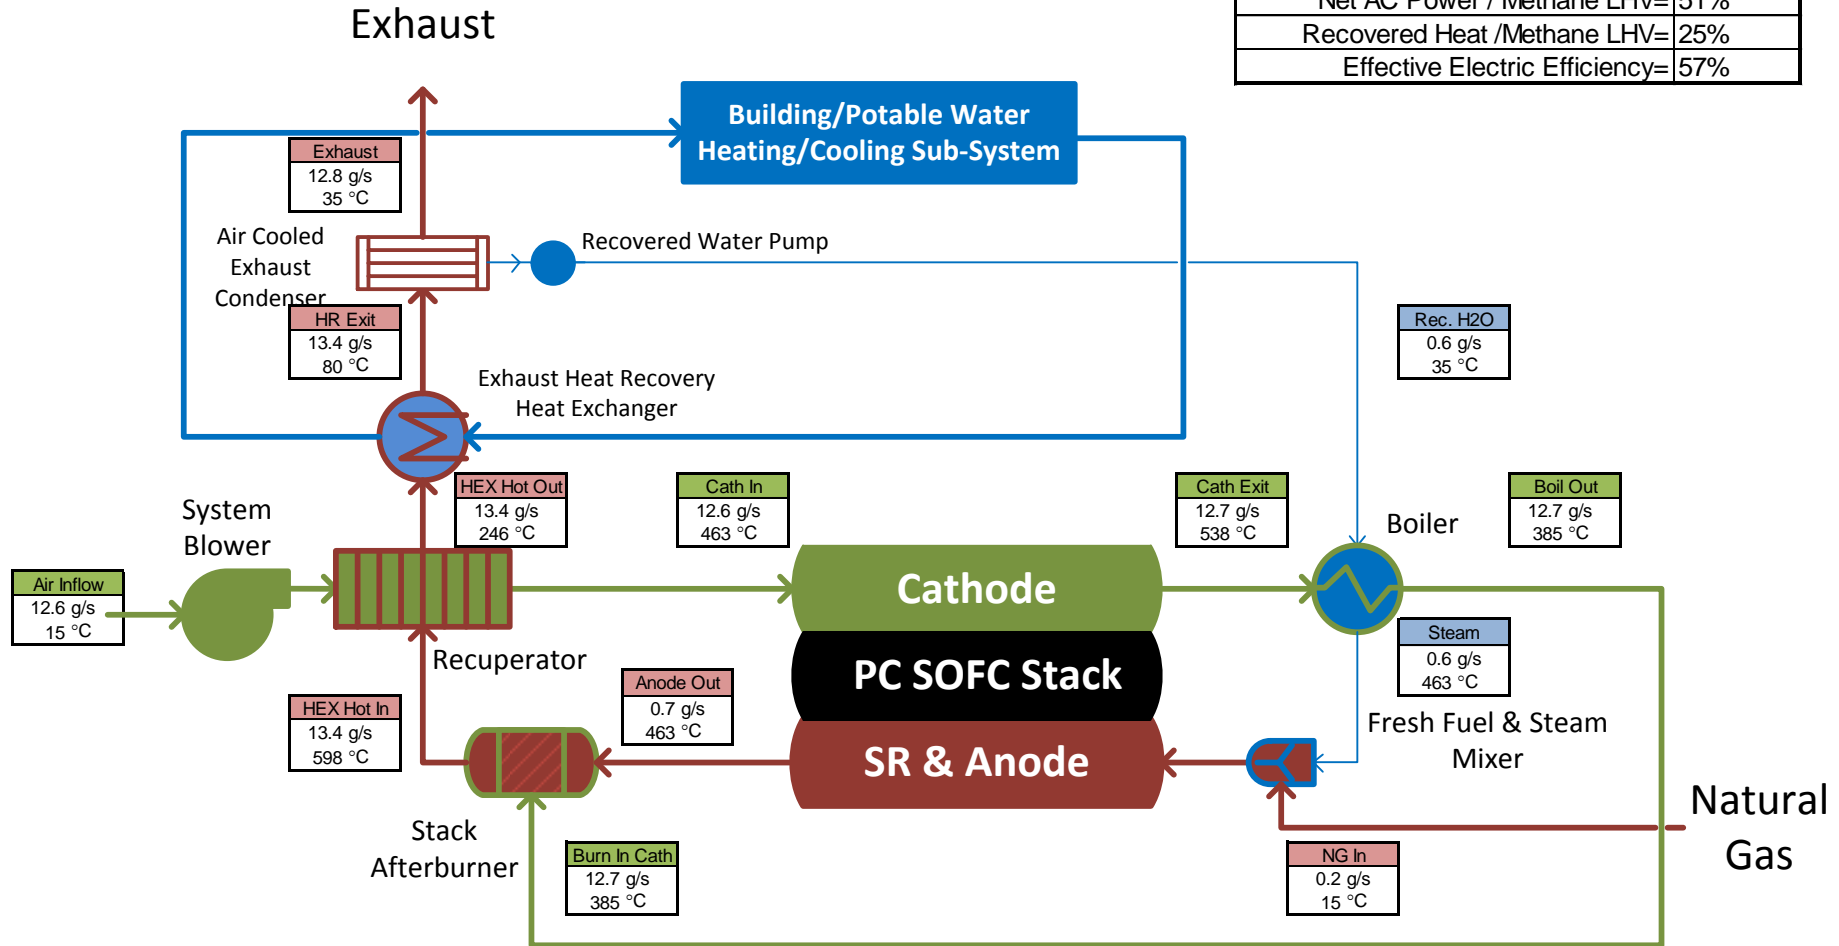 Exhaust
Net AC Power / Methane LHV= 51%
Recovered Heat /Methane LHV= 25%
Effective Electric Efficiency= 57%
Building/Potable Water
Heating/Cooling Sub-System
Exhaust
12.8 g/s
35 °C
Air Cooled
Exhaust
Condenser
Recovered Water Pump
HR Exit
13.4 g/s
80 °C
Rec. H2O
0.6 g/s
35 °C
Exhaust Heat Recovery
Heat Exchanger
HEX Hot Out
13.4 g/s
246 °C
Cath In
12.6 g/s
463 °C
Cath Exit
12.7 g/s
538 °C
Boiler
Boil Out
12.7 g/s
385 °C
System
Blower
Air Inflow
12.6 g/s
15 °C
Cathode
Recuperator
PC SOFC Stack
Steam
0.6 g/s
463 °C
Anode Out
0.7 g/s
463 °C
HEX Hot In
13.4 g/s
598 °C
SR & Anode
Fresh Fuel & Steam
Mixer
Natural
Gas
Stack
Afterburner
Burn In Cath
12.7 g/s
385 °C
NG In
0.2 g/s
15 °C